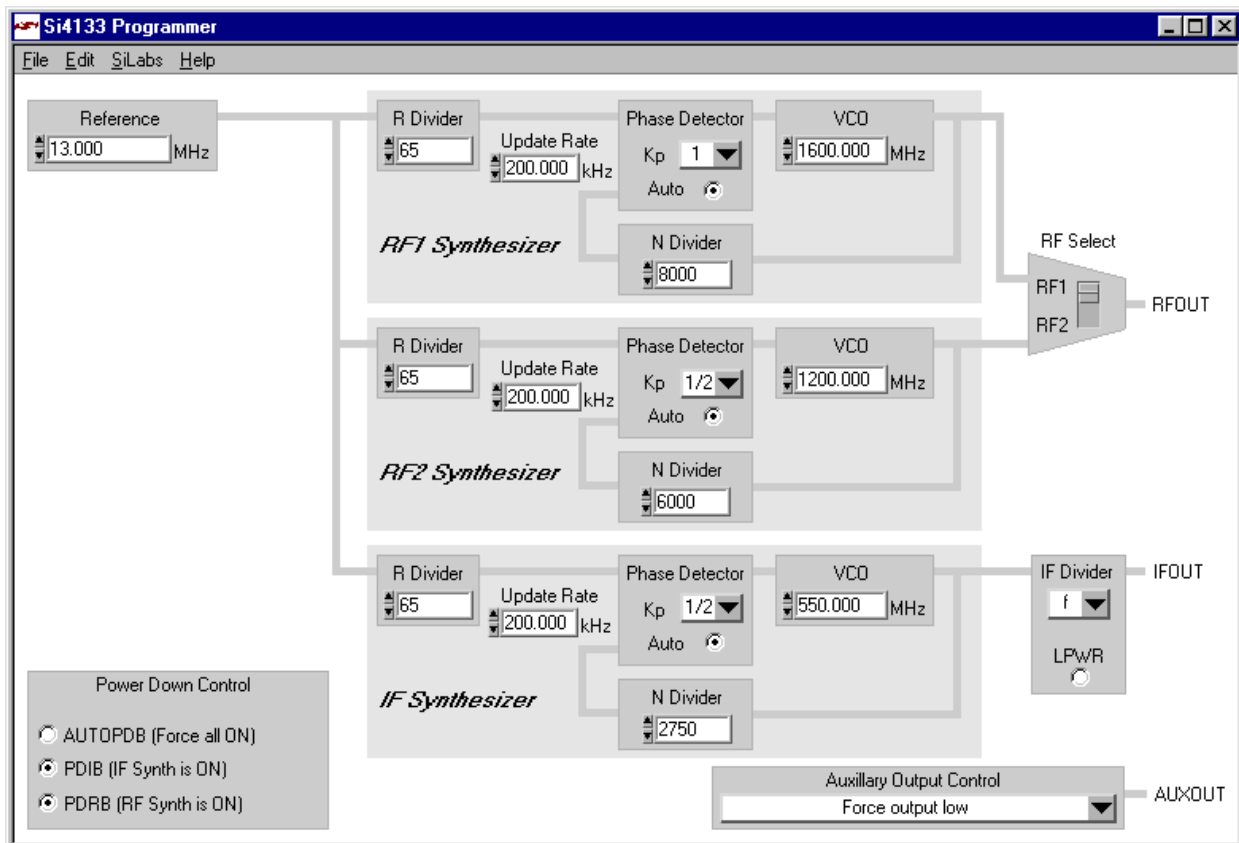 Si4133 Programmer
File Edit SiLabs Help
Reference
13.000 MHz
R Divider
65
Update Rate
200.000 kHz
Phase Detector
Kp 1
Auto
VCO
1600.000 MHz
RF1 Synthesizer
N Divider
8000
RF Select
RF1
RF2
RFOUT
R Divider
65
Update Rate
200.000 kHz
Phase Detector
Kp 1/2
Auto
VCO
1200.000 MHz
RF2 Synthesizer
N Divider
6000
R Divider
65
Update Rate
200.000 kHz
Phase Detector
Kp 1/2
Auto
VCO
550.000 MHz
IF Divider
f
LPWR
IFOUT
IF Synthesizer
N Divider
2750
Power Down Control
AUTOPDB (Force all ON)
PDIB (IF Synth is ON)
PDRB (RF Synth is ON)
Auxillary Output Control
Force output low
AUXOUT